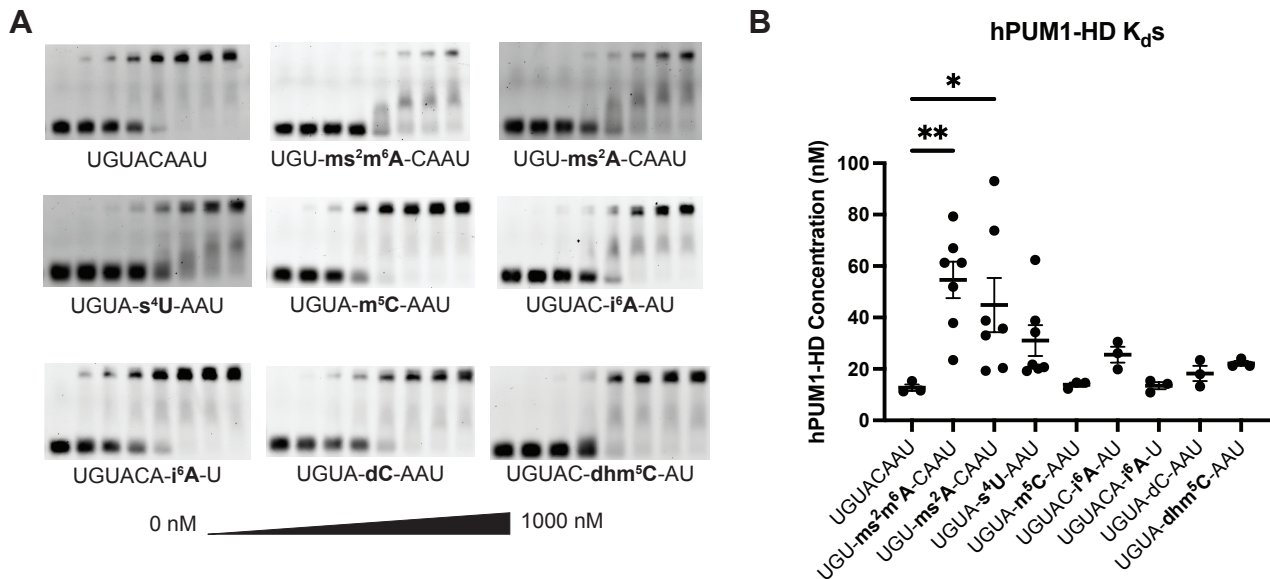 A
UGUACAAU
UGU-ms²m⁶A-CAAU
UGU-ms²A-CAAU
UGUA-s⁴U-AAU
UGUA-m⁵C-AAU
UGUAC-i⁶A-AU
UGUACA-i⁶A-U
UGUA-dC-AAU
UGUAC-dhm⁵C-AU
0 nM
1000 nM
B
hPUM1-HD Kds
*
**
hPUM1-HD Concentration (nM)
100
80
60
40
20
0
UGUACAAU
UGU-ms²m⁶A-CAAU
UGU-ms²A-CAAU
UGUA-s⁴U-AAU
UGUA-m⁵C-AAU
UGUAC-i⁶A-AU
UGUACA-i⁶A-U
UGUA-dC-AAU
UGUA-dhm⁵C-AAU